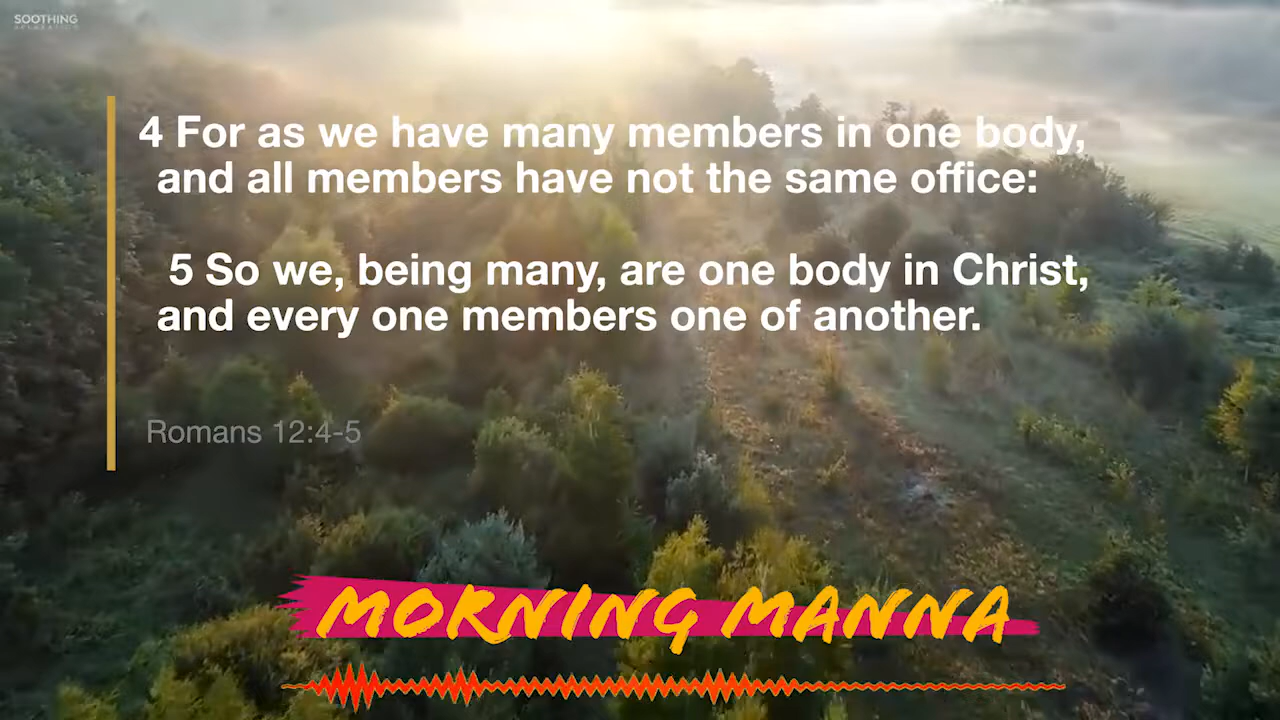 SOOTHING
RELAXATION
4 For as we have many members in one body,
and all members have not the same office:
5 So we, being many, are one body in Christ,
and every one members one of another.
Romans 12:4-5
MORNING MANNA